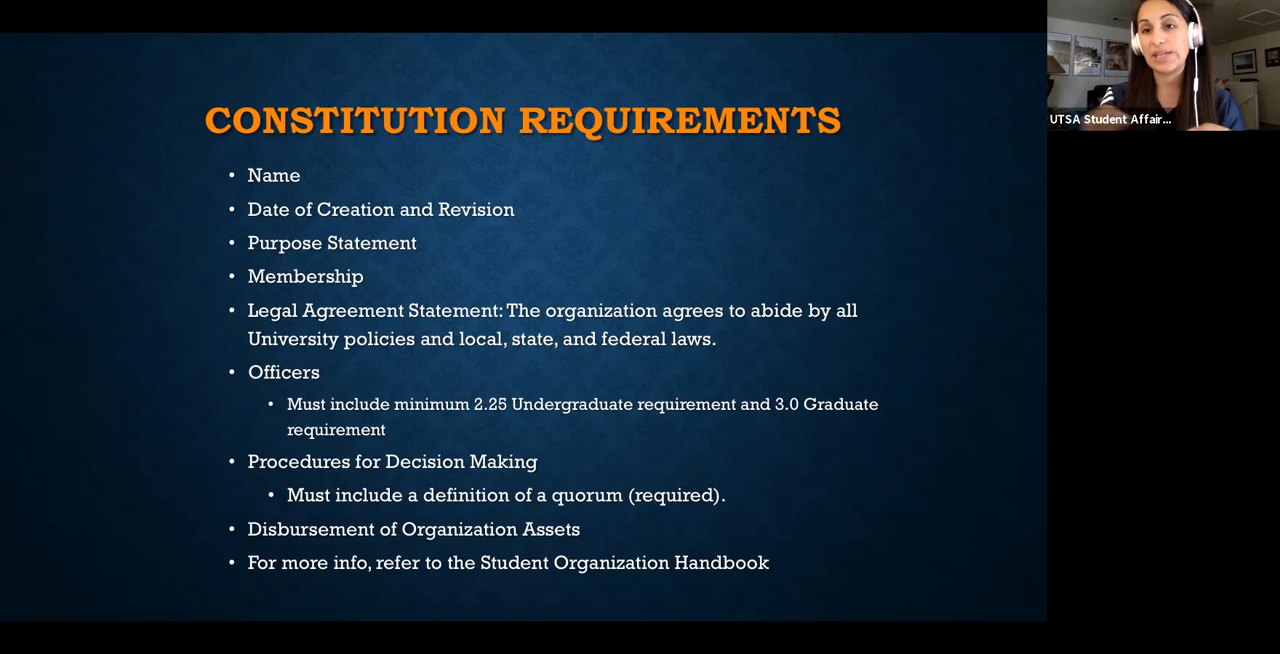 CONSTITUTION REQUIREMENTS
• Name
• Date of Creation and Revision
• Purpose Statement
• Membership
• Legal Agreement Statement: The organization agrees to abide by all
University policies and local, state, and federal laws.
• Officers
• Must include minimum 2.25 Undergraduate requirement and 3.0 Graduate
requirement
• Procedures for Decision Making
• Must include a definition of a quorum (required).
• Disbursement of Organization Assets
• For more info, refer to the Student Organization Handbook
UTSA Student Affair...